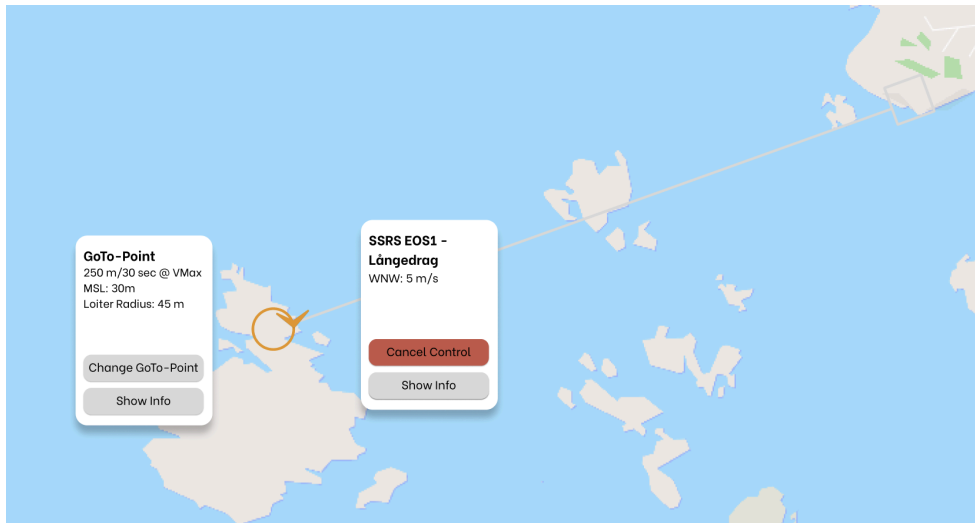 GoTo-Point
250 m/30 sec @ VMax
MSL: 30m
Loiter Radius: 45 m
Change GoTo-Point
Show Info
SSRS EOS1 -
Långedrag
WNW: 5 m/s
Cancel Control
Show Info